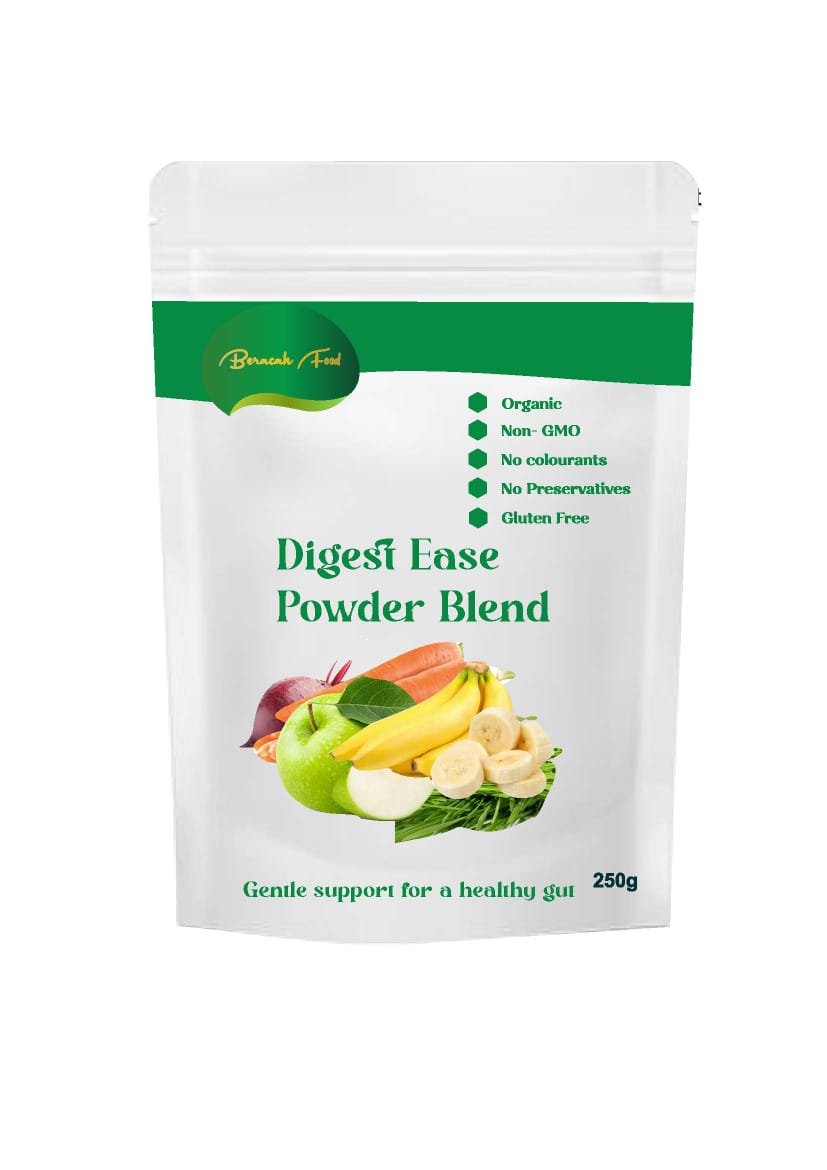 Beracah Food
Organic
Non- GMO
No colourants
No Preservatives
Gluten Free
Digest Ease
Powder Blend
Gentle support for a healthy gut
250g